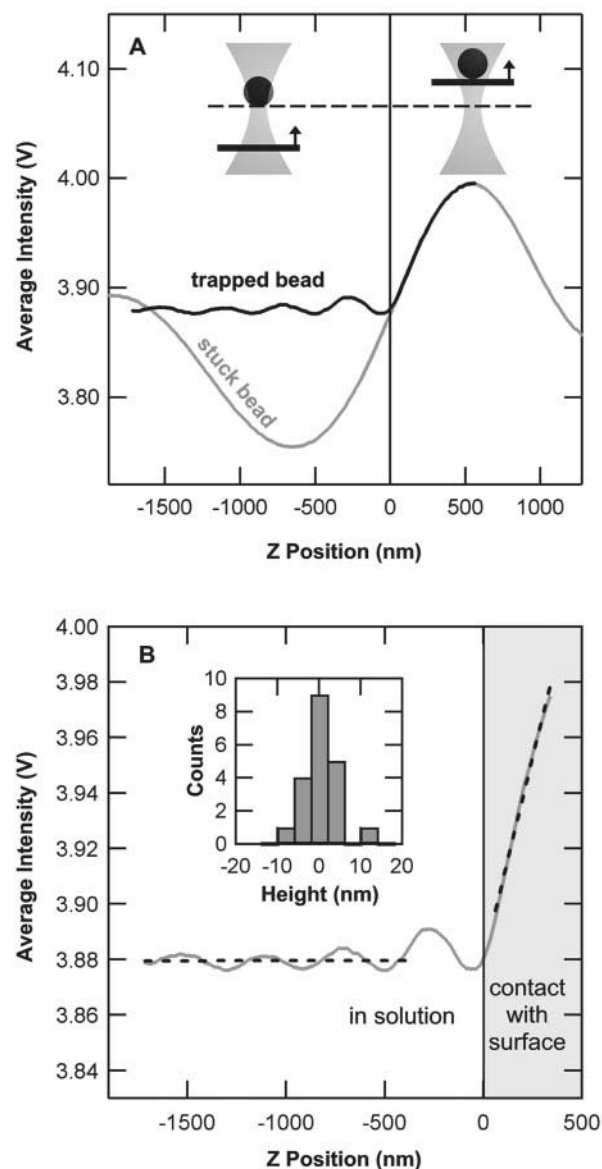 A
4.10
4.00
3.90
3.80
Average Intensity (V)
trapped bead
stuck bead
-1500 -1000 -500 0 500 1000
Z Position (nm)
B
4.00
3.98
3.96
3.94
3.92
3.90
3.88
3.86
3.84
Average Intensity (V)
10
8
6
4
2
0
Counts
-20 -10 0 10 20
Height (nm)
in solution
contact
with
surface
-1500 -1000 -500 0 500
Z Position (nm)